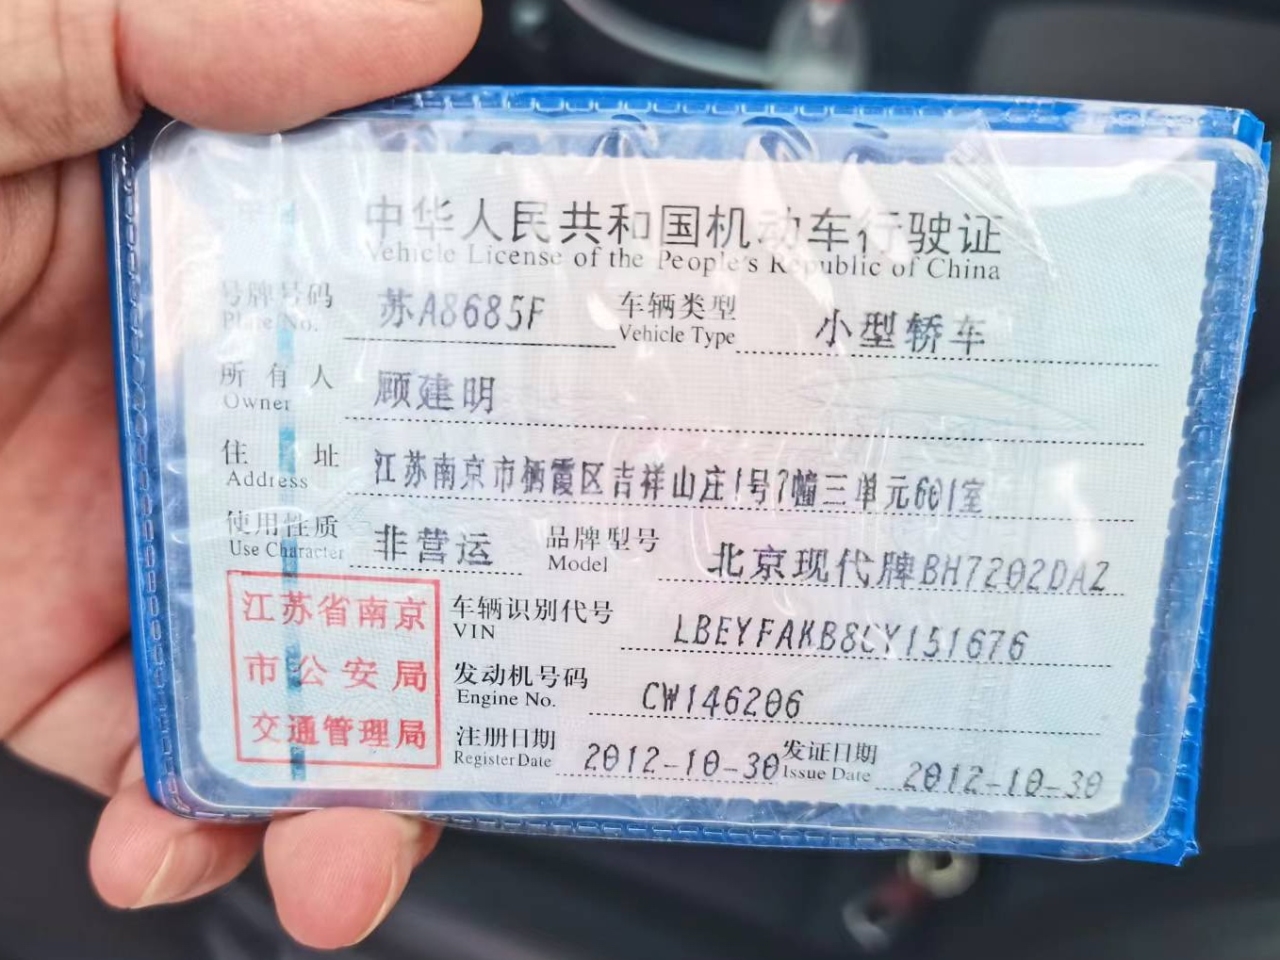 中华人民共和国机动车行驶证
Vehicle License of the People's Republic of China
号牌号码 苏A8685F 车辆类型 小型轿车
Plate No. Vehicle Type
所有人 顾建明
Owner
住址 江苏南京市栖霞区吉祥山庄1号7幢三单元601室
Address
使用性质 非营运 品牌型号 北京现代牌BH7202DAZ
Use Character Model
江苏省南京
市公安局
交通管理局
车辆识别代号
VIN
发动机号码 CW146206
Engine No.
注册日期 2012-10-30 发证日期 2012-10-30
Register Date Issue Date